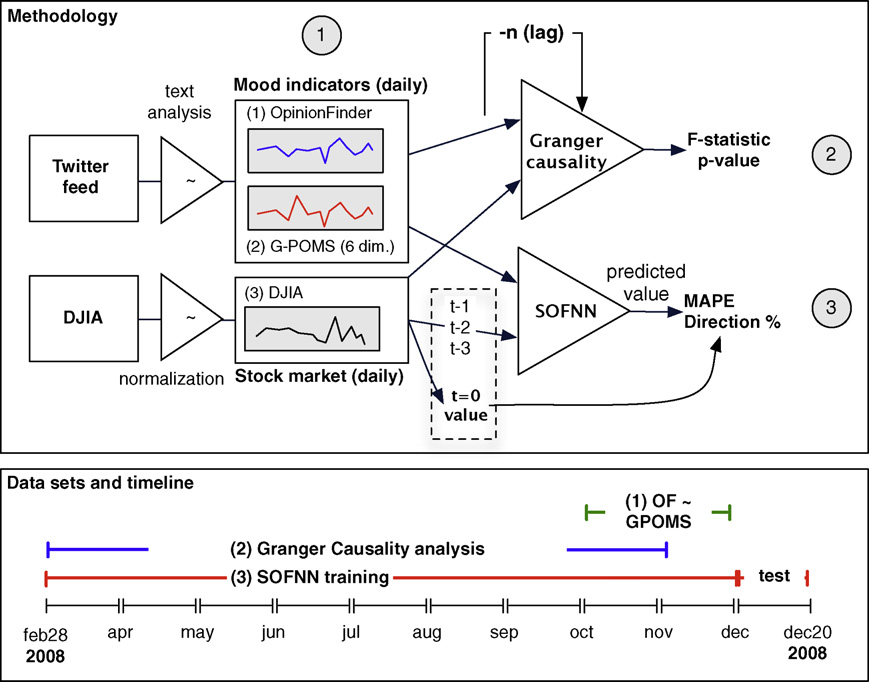 Methodology
1
-n (lag)
text
analysis
Mood indicators (daily)
(1) OpinionFinder
Twitter
feed
~
Granger
causality
F-statistic
p-value
2
(2) G-POMS (6 dim.)
DJIA
~
normalization
(3) DJIA
Stock market (daily)
t-1
t-2
t-3
t=0
value
SOFNN
predicted
value
MAPE
Direction %
3
Data sets and timeline
(1) OF ~
GPOMS
(2) Granger Causality analysis
(3) SOFNN training
test
feb28
2008
apr
may
jun
jul
aug
sep
oct
nov
dec
dec20
2008